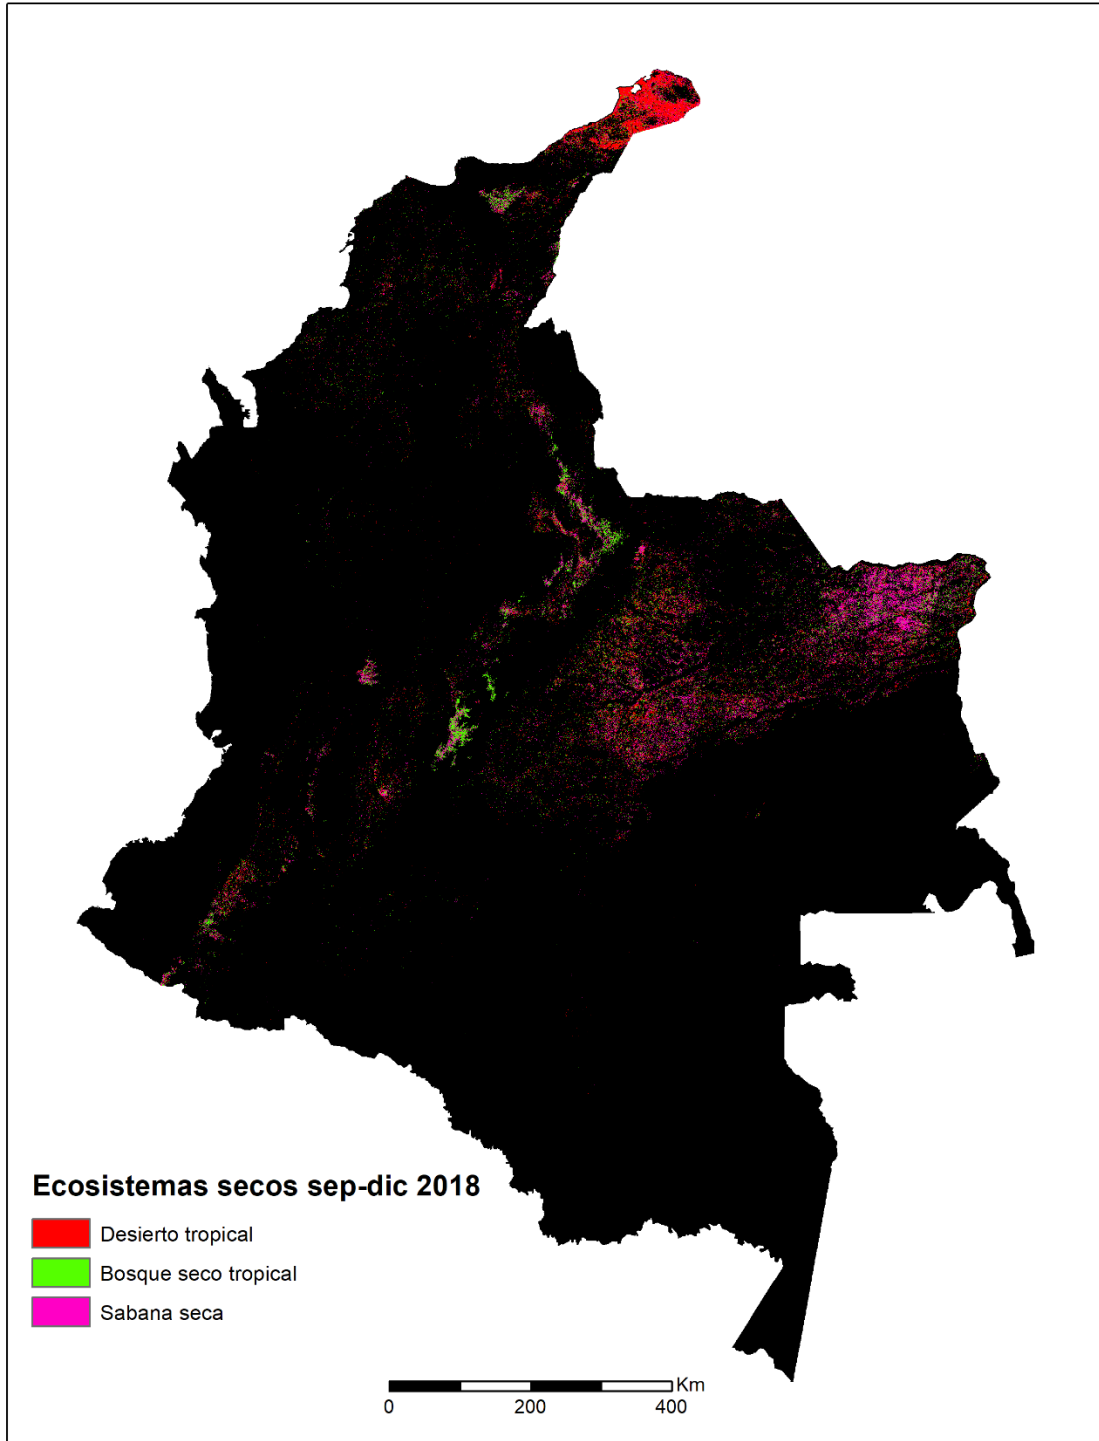 Ecosistemas secos sep-dic 2018
Desierto tropical
Bosque seco tropical
Sabana seca
Km
0 200 400